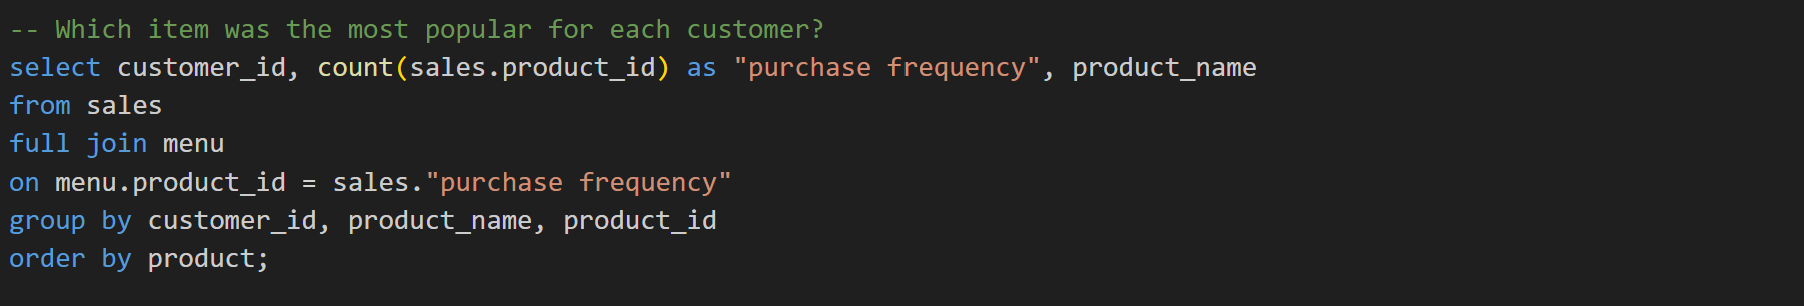 -- Which item was the most popular for each customer?
select customer_id, count(sales.product_id) as "purchase frequency", product_name
from sales
full join menu
on menu.product_id = sales."purchase frequency"
group by customer_id, product_name, product_id
order by product;